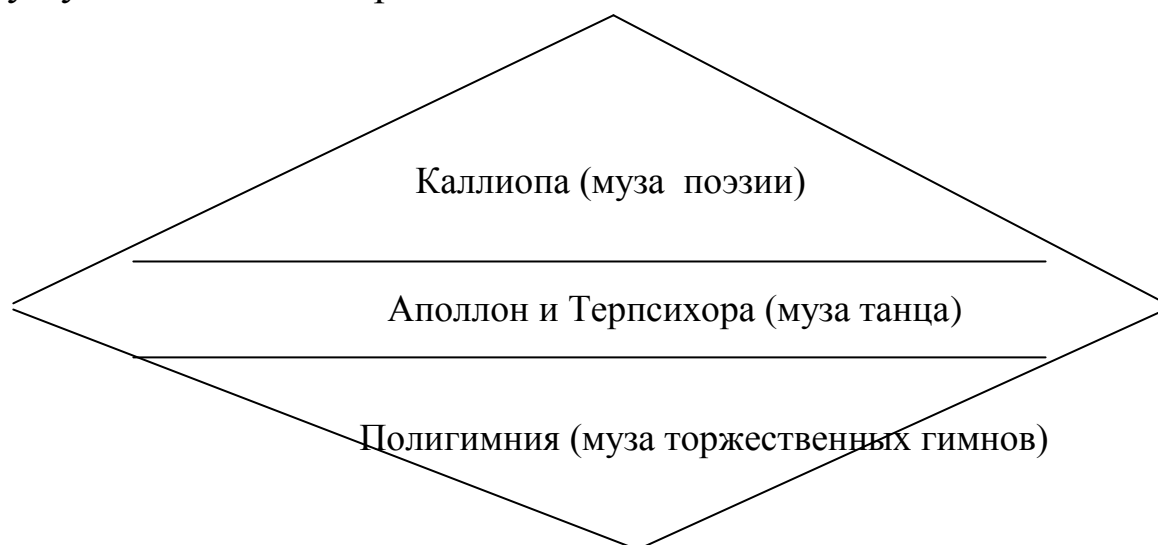 Каллиопа (муза поэзии)
Аполлон и Терпсихора (муза танца)
Полигимния (муза торжественных гимнов)